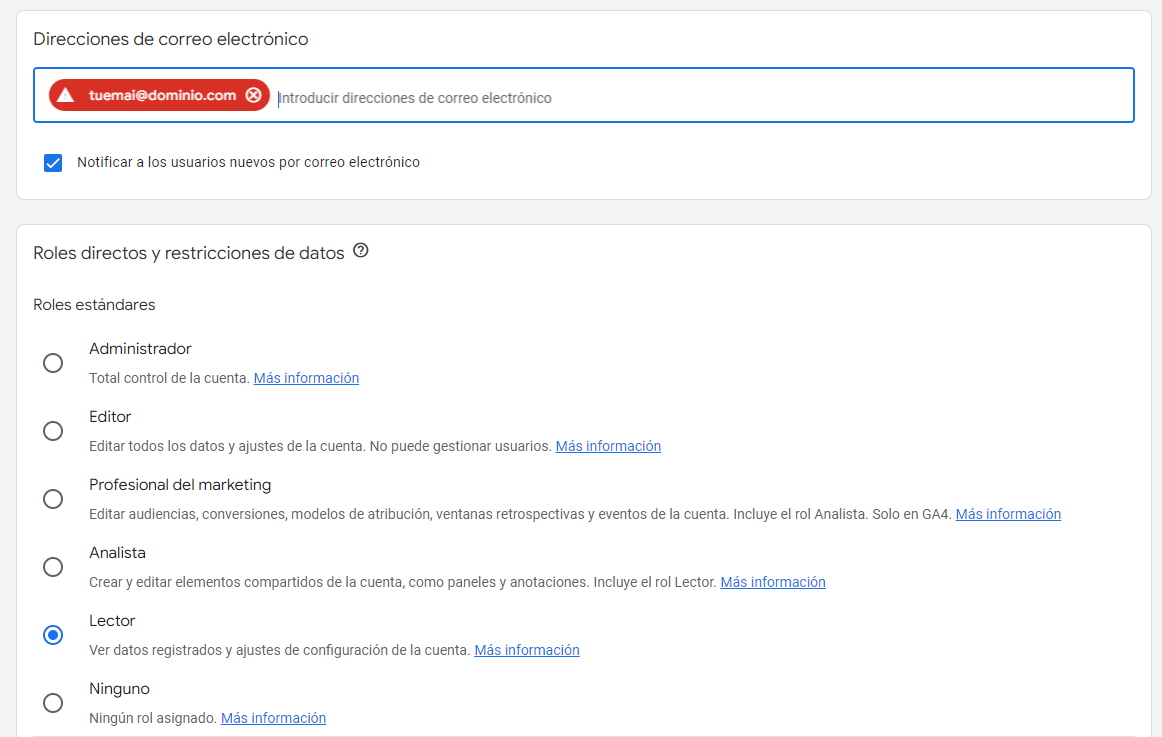 Direcciones de correo electrónico
tuemai@dominio.com Introducir direcciones de correo electrónico
Notificar a los usuarios nuevos por correo electrónico
Roles directos y restricciones de datos
Roles estándares
Administrador
Total control de la cuenta. Más información
Editor
Editar todos los datos y ajustes de la cuenta. No puede gestionar usuarios. Más información
Profesional del marketing
Editar audiencias, conversiones, modelos de atribución, ventanas retrospectivas y eventos de la cuenta. Incluye el rol Analista. Solo en GA4. Más información
Analista
Crear y editar elementos compartidos de la cuenta, como paneles y anotaciones. Incluye el rol Lector. Más información
Lector
Ver datos registrados y ajustes de configuración de la cuenta. Más información
Ninguno
Ningún rol asignado. Más información